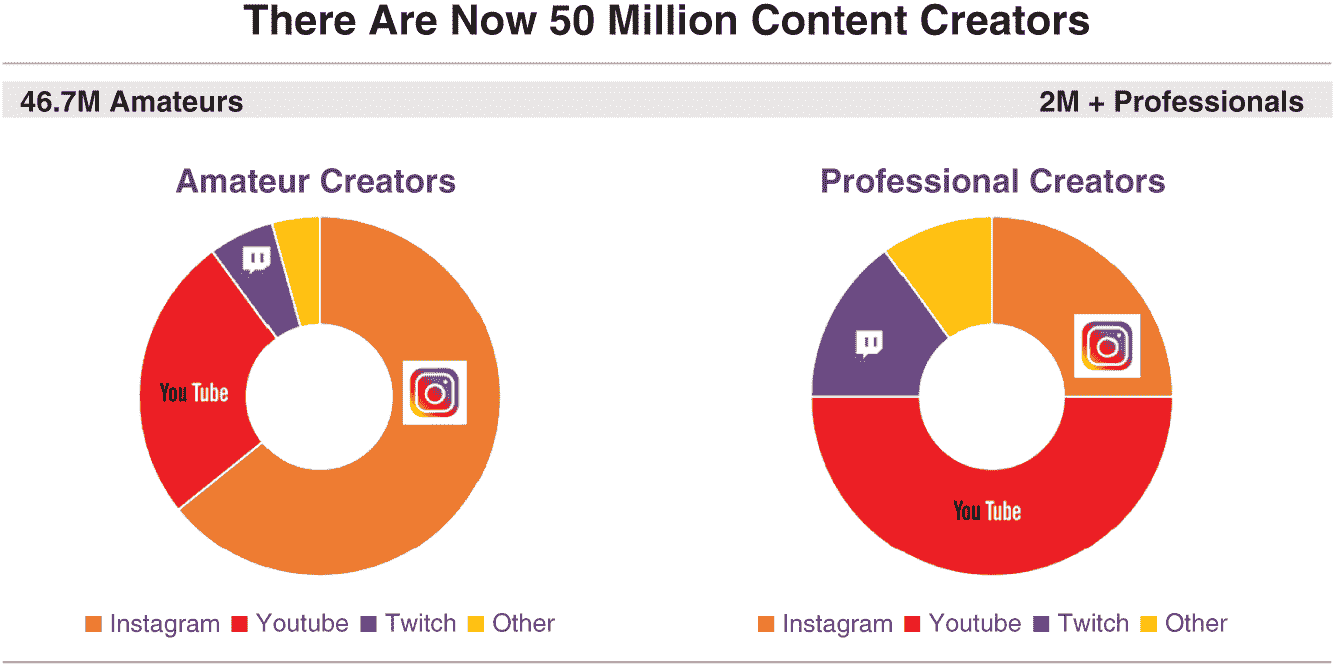 There Are Now 50 Million Content Creators
46.7M Amateurs
2M + Professionals
Amateur Creators
You Tube
Instagram Youtube Twitch Other
Professional Creators
You Tube
Instagram Youtube Twitch Other